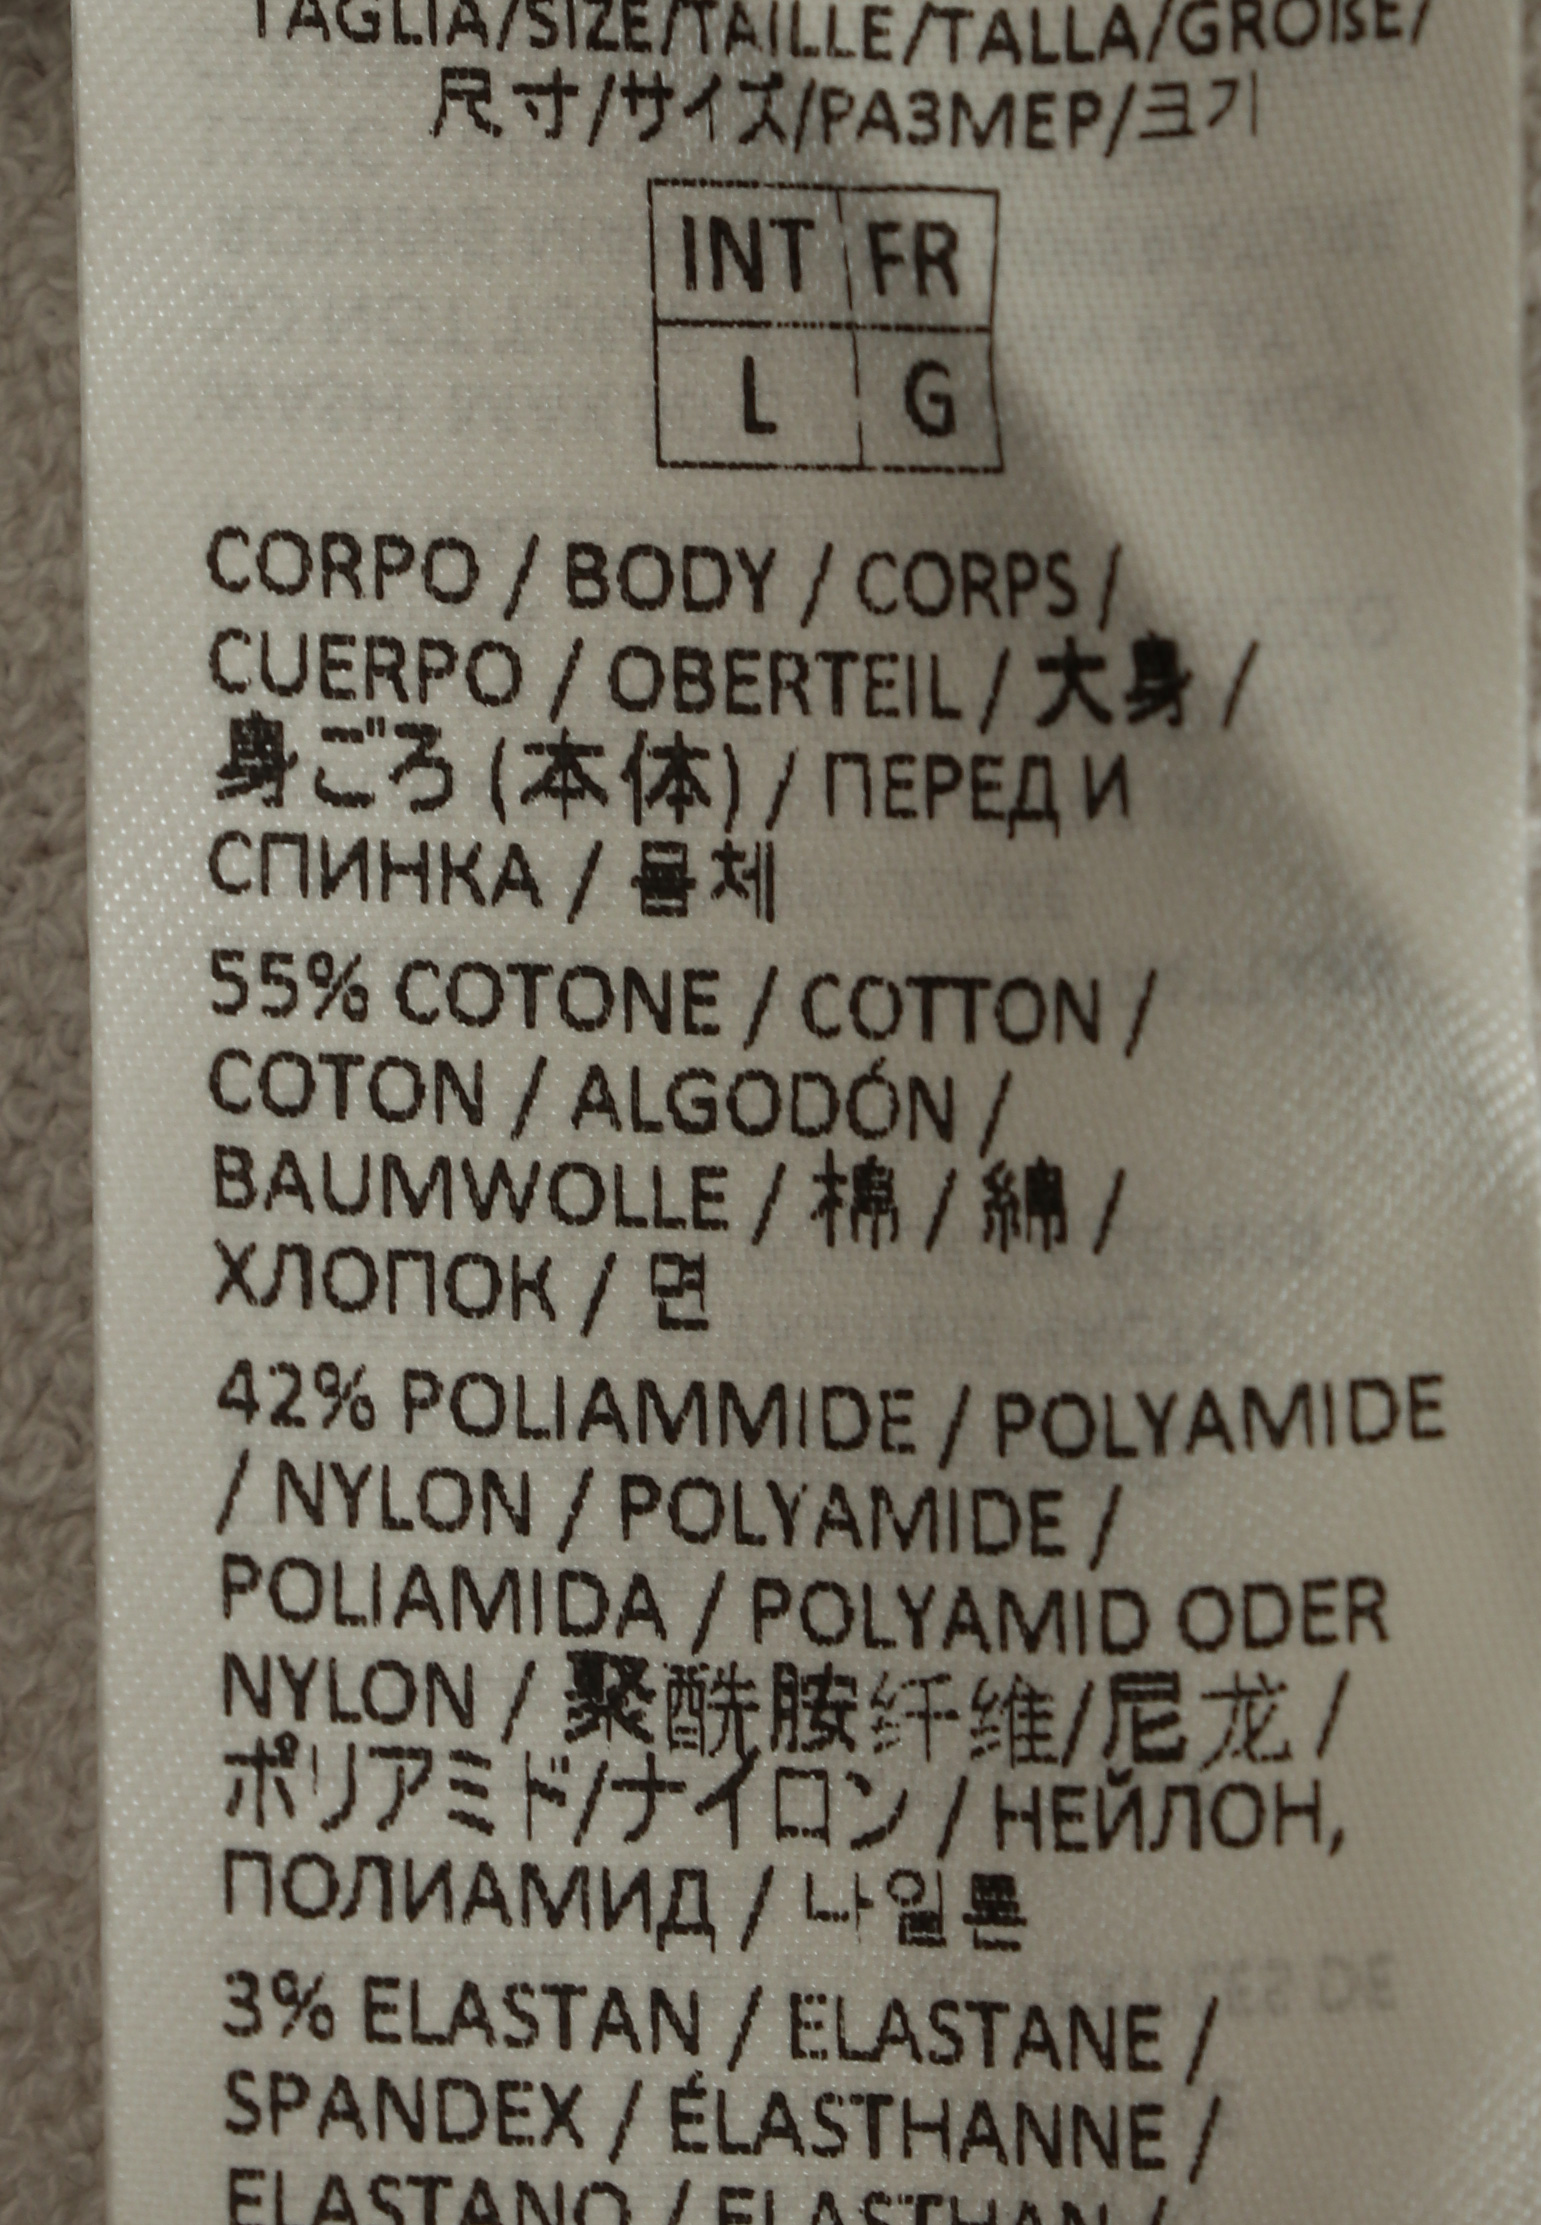 TAGLIA/SIZE/TAILLE/TALLA/GRÖßE/
尺寸/サイズ/РАЗМЕР/크기
INT FR
L G
CORPO / BODY / CORPS /
CUERPO / OBERTEIL / 大身 /
身ごろ (本体) / ПЕРЕД И
СПИНКА / 몸체
55% COTONE / COTTON /
COTON / ALGODÓN /
BAUMWOLLE / 棉 / 綿 /
ХЛОПОК / 면
42% POLIAMMIDE / POLYAMIDE
/ NYLON / POLYAMIDE /
POLIAMIDA / POLYAMID ODER
NYLON / 聚酰胺纤维/尼龙 /
ポリアミド/ナイロン / НЕЙЛОН,
ПОЛИАМИД / 나일론
3% ELASTAN / ELASTANE /
SPANDEX / ÉLASTHANNE /
ELASTANO / ELASTHAN /